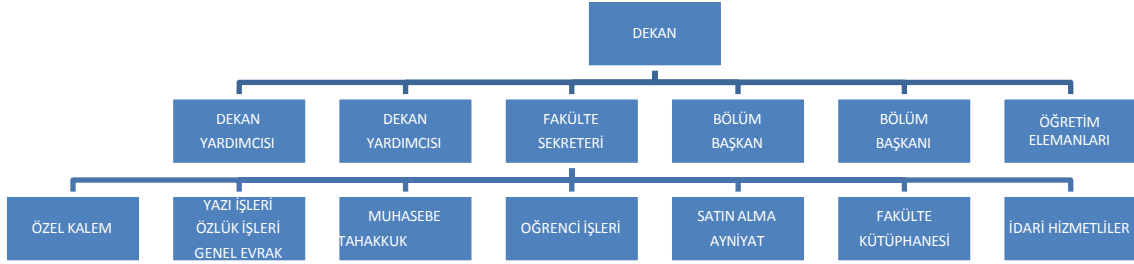 DEKAN
DEKAN
YARDIMCISI
DEKAN
YARDIMCISI
FAKÜLTE
SEKRETERİ
BÖLÜM
BAŞKAN
BÖLÜM
BAŞKANI
ÖĞRETİM
ELEMANLARI
ÖZEL KALEM
YAZI İŞLERİ
ÖZLÜK İŞLERİ
GENEL EVRAK
MUHASEBE
TAHAKKUK
OĞRENCİ İŞLERİ
SATIN ALMA
AYNİYAT
FAKÜLTE
KÜTÜPHANESİ
İDARİ HİZMETLİLER